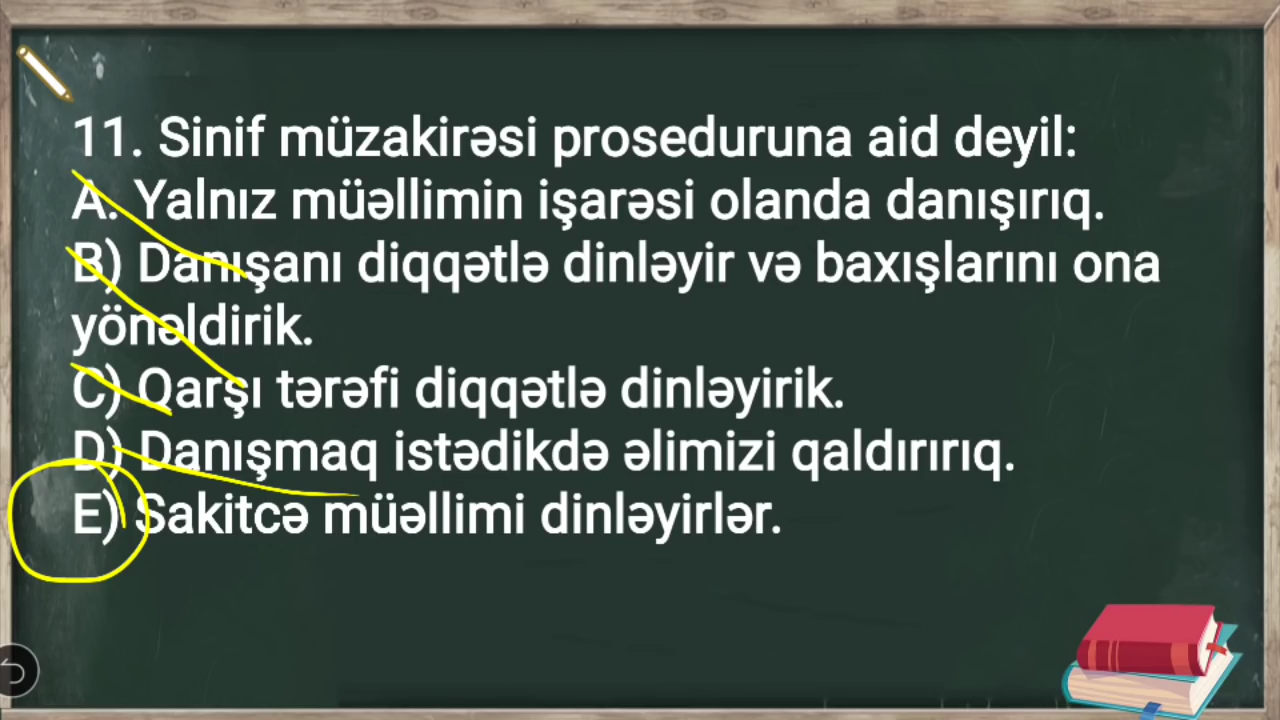 11. Sinif müzakirəsi proseduruna aid deyil:
A. Yalnız müəllimin işarəsi olanda danışırıq.
B) Danışanı diqqətlə dinləyir və baxışlarını ona
yönəldirik.
C) Qarşı tərəfi diqqətlə dinləyirik.
D) Danışmaq istədikdə əlimizi qaldırırıq.
E) Sakitcə müəllimi dinləyirlər.